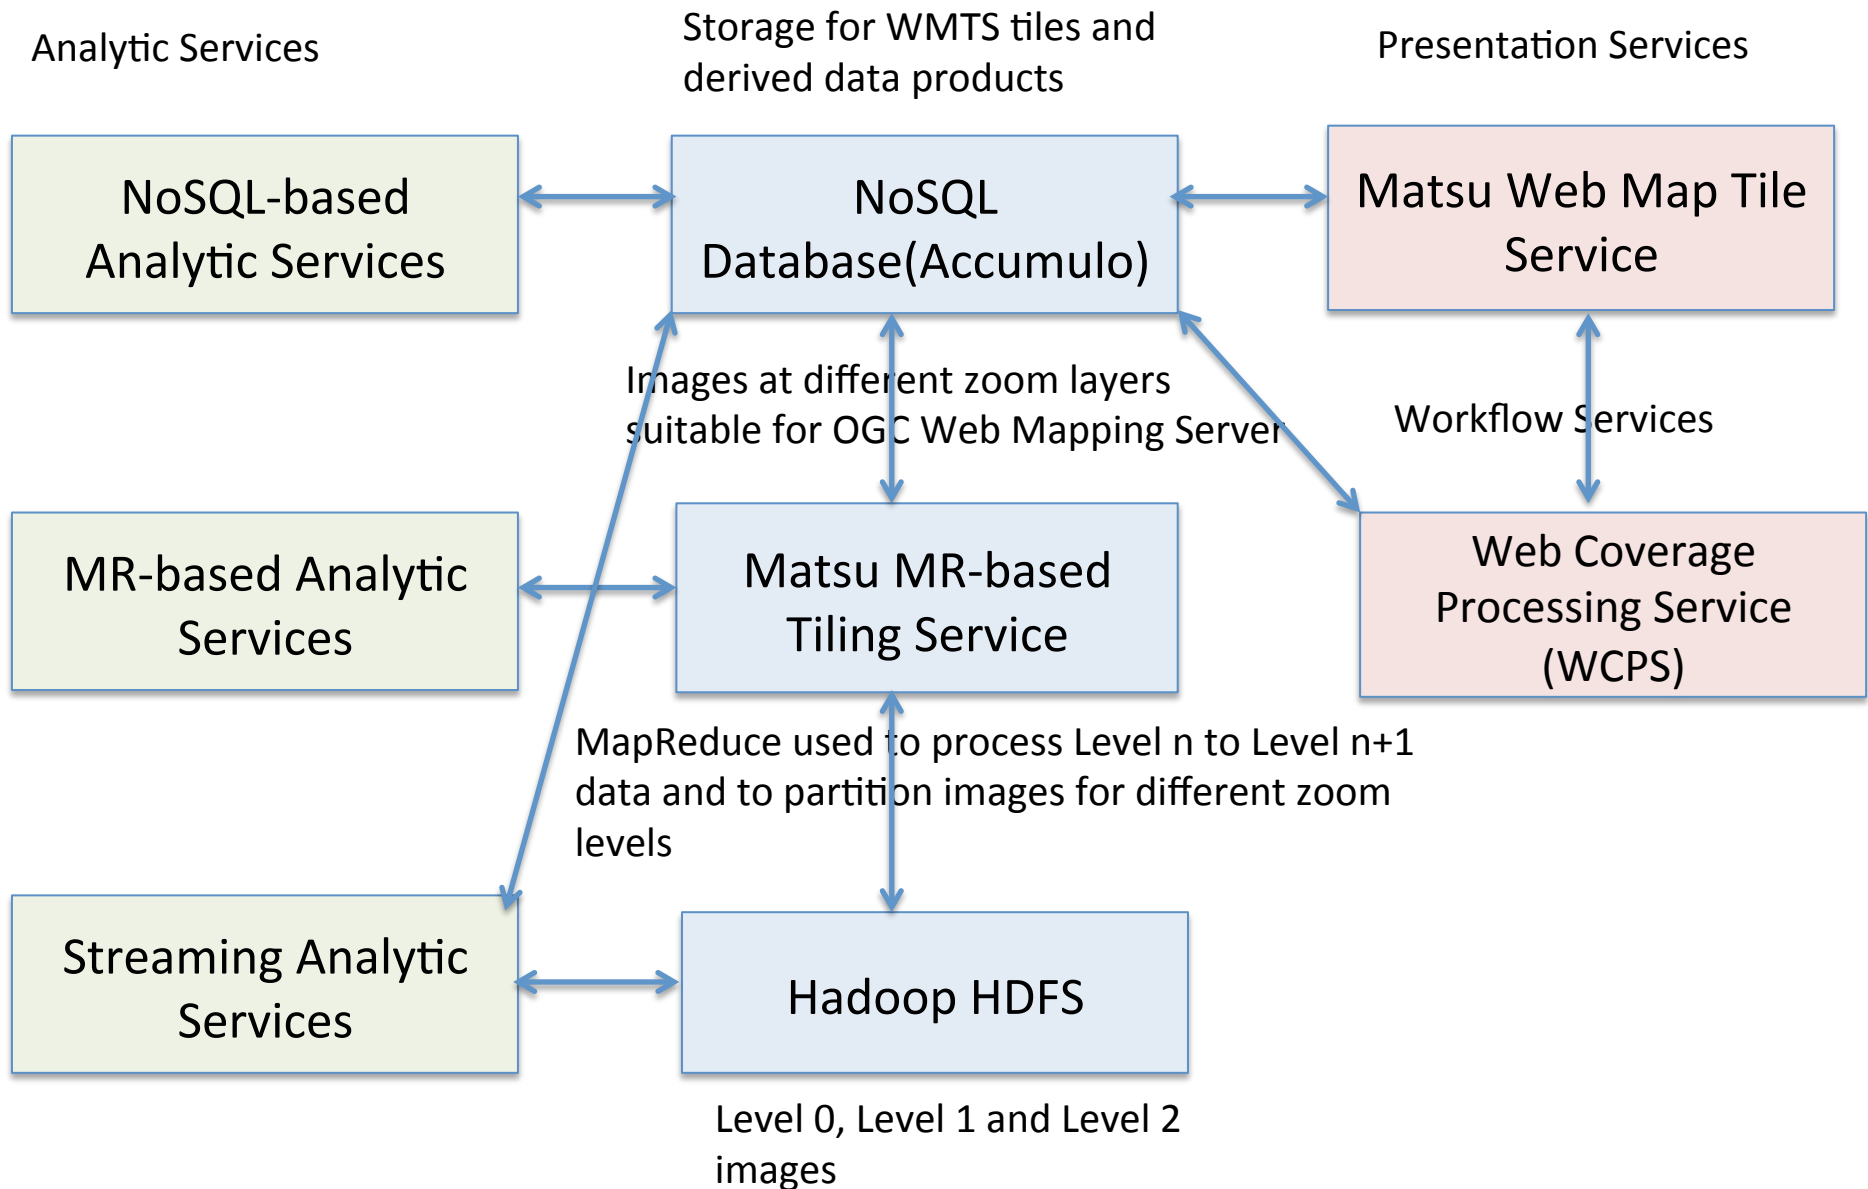 Analytic Services
Storage for WMTS tiles and
derived data products
Presentation Services
NoSQL-based
Analytic Services
NoSQL
Database(Accumulo)
Matsu Web Map Tile
Service
Images at different zoom layers
suitable for OGC Web Mapping Server
Workflow Services
MR-based Analytic
Services
Matsu MR-based
Tiling Service
Web Coverage
Processing Service
(WCPS)
MapReduce used to process Level n to Level n+1
data and to partition images for different zoom
levels
Streaming Analytic
Services
Hadoop HDFS
Level 0, Level 1 and Level 2
images